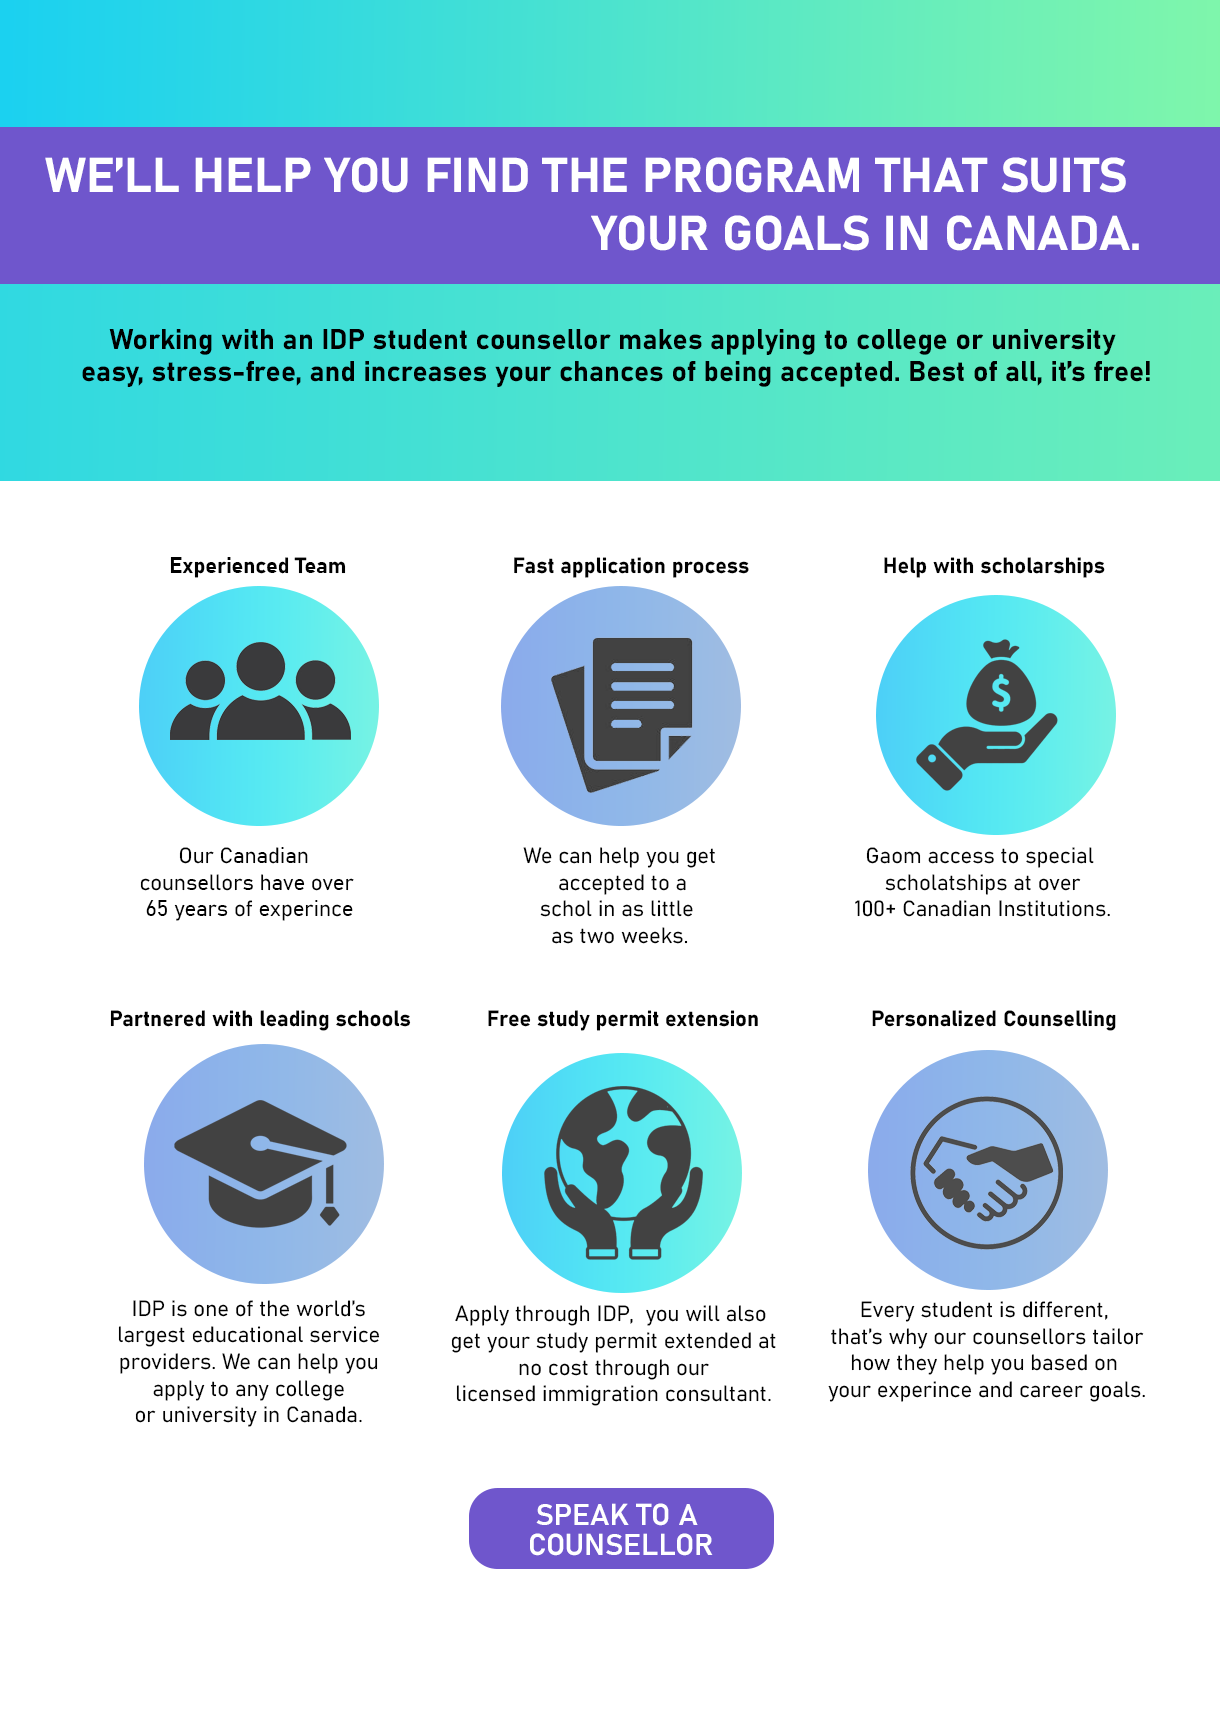 WE’LL HELP YOU FIND THE PROGRAM THAT SUITS
YOUR GOALS IN CANADA.
Working with an IDP student counsellor makes applying to college or university
easy, stress-free, and increases your chances of being accepted. Best of all, it’s free!
Experienced Team
Our Canadian
counsellors have over
65 years of experince
Fast application process
We can help you get
accepted to a
schol in as little
as two weeks.
Help with scholarships
$
Gaom access to special
scholatships at over
100+ Canadian Institutions.
Partnered with leading schools
IDP is one of the world’s
largest educational service
providers. We can help you
apply to any college
or university in Canada.
Free study permit extension
Apply through IDP,  you will also
get your study permit extended at
no cost through our
licensed immigration consultant.
Personalized Counselling
Every student is different,
that’s why our counsellors tailor
how they help you based on
your experince and career goals.
SPEAK TO A
COUNSELLOR